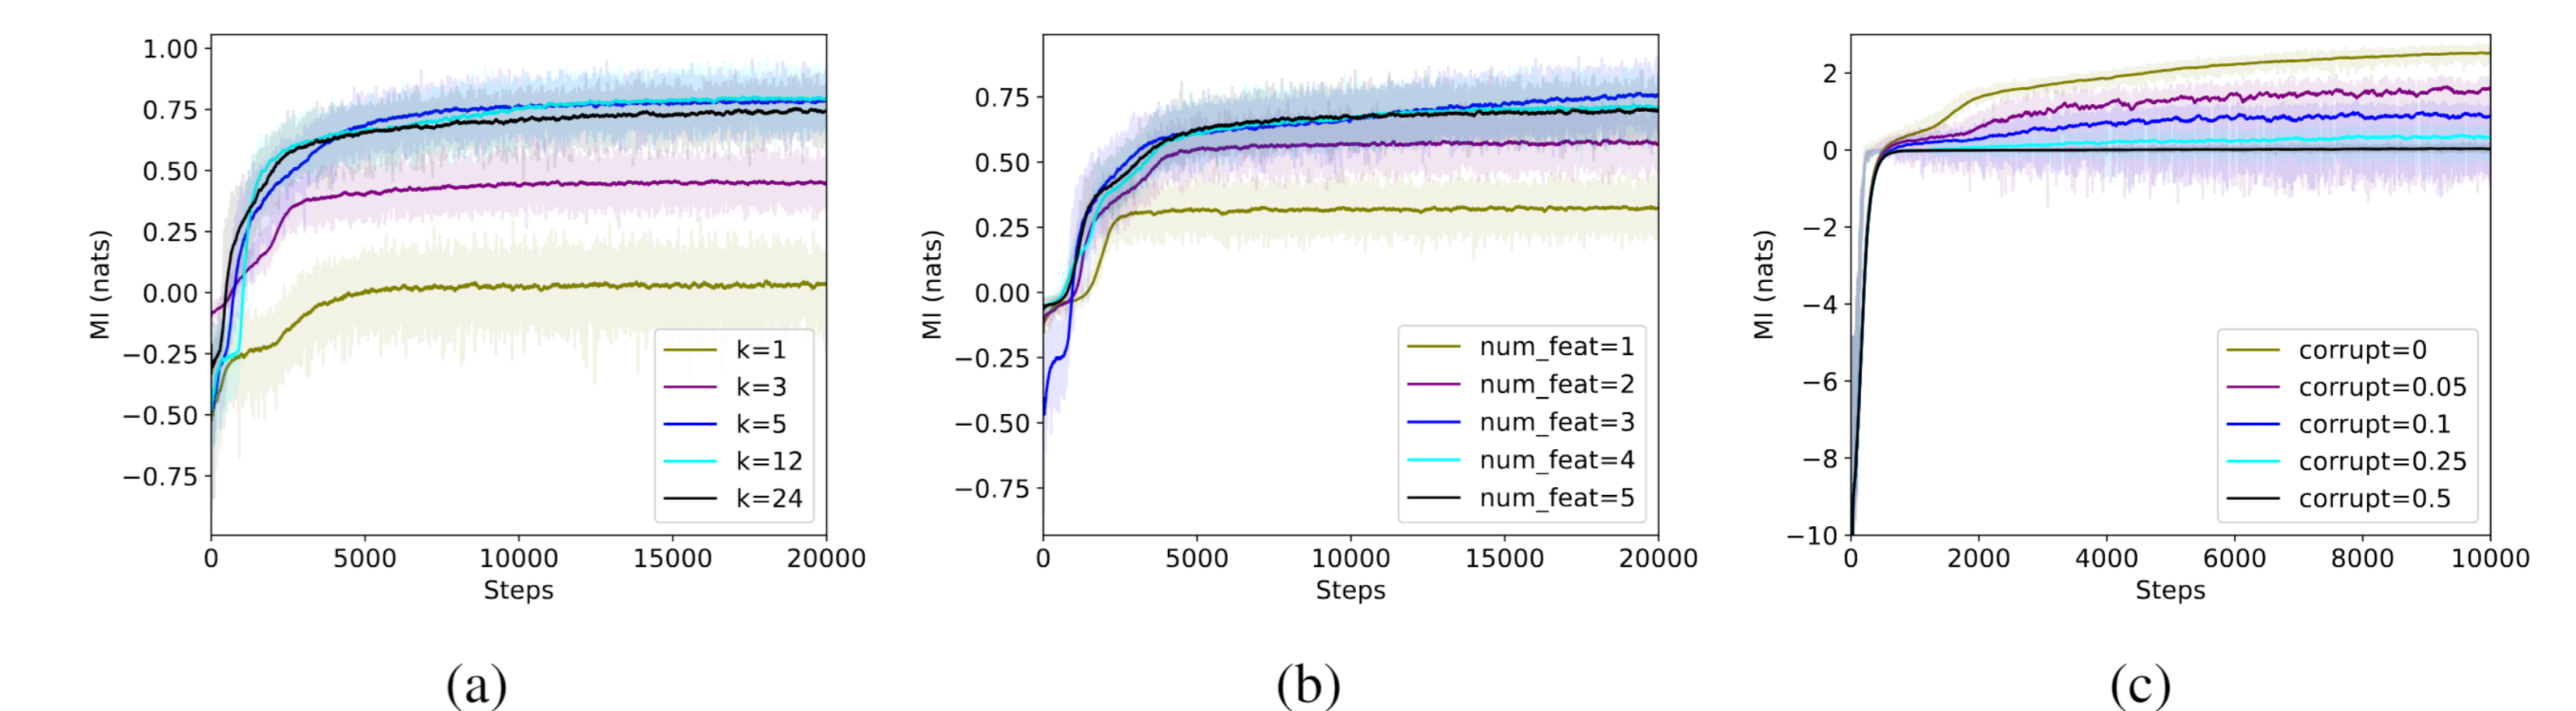 1.00
0.75
0.50
0.25
0.00
−0.25
−0.50
−0.75
MI (nats)
0 5000 10000 15000 20000
Steps
k=1
k=3
k=5
k=12
k=24
(a)
0.75
0.50
0.25
0.00
−0.25
−0.50
−0.75
MI (nats)
0 5000 10000 15000 20000
Steps
num_feat=1
num_feat=2
num_feat=3
num_feat=4
num_feat=5
(b)
2
0
−2
−4
−6
−8
−10
MI (nats)
0 2000 4000 6000 8000 10000
Steps
corrupt=0
corrupt=0.05
corrupt=0.1
corrupt=0.25
corrupt=0.5
(c)